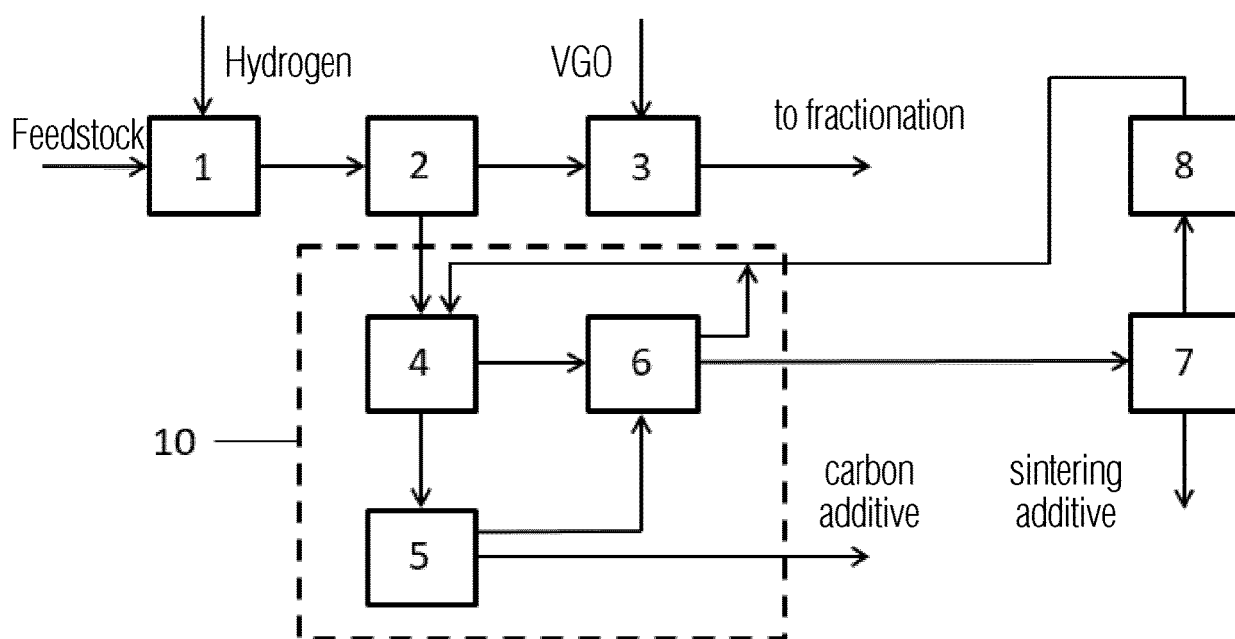 Hydrogen
VGO
Feedstock
to fractionation
1
2
3
8
4
6
7
10
carbon
additive
sintering
additive
5